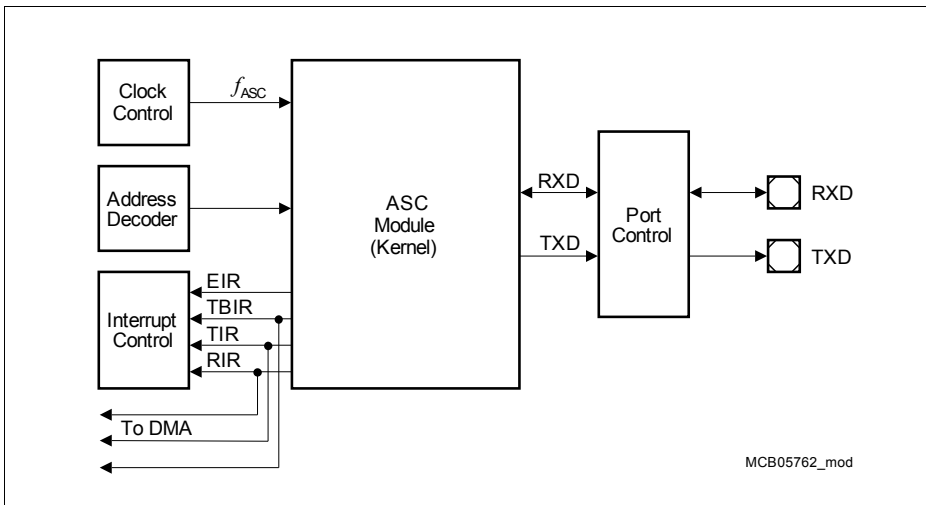 Clock
Control
fASC
Address
Decoder
ASC
Module
(Kernel)
RXD
TXD
Port
Control
RXD
TXD
Interrupt
Control
EIR
TBIR
TIR
RIR
To DMA
MCB05762_mod